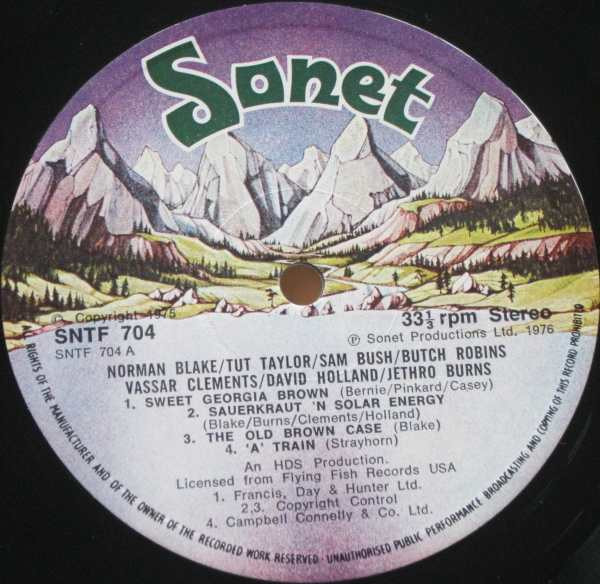 Sonet
© Copyright 1975
SNTF 704
SNTF 704 A
33⅓ rpm Stereo
℗ Sonet Productions Ltd. 1976
NORMAN BLAKE/TUT TAYLOR/SAM BUSH/BUTCH ROBINS
VASSAR CLEMENTS/DAVID HOLLAND/JETHRO BURNS
1. SWEET GEORGIA BROWN (Bernie/Pinkard/Casey)
2. SAUERKRAUT 'N SOLAR ENERGY
(Blake/Burns/Clements/Holland)
3. THE OLD BROWN CASE (Blake)
4. 'A' TRAIN (Strayhorn)
An HDS Production.
Licensed from Flying Fish Records USA
1. Francis, Day & Hunter Ltd.
2,3. Copyright Control
4. Campbell Connelly & Co. Ltd.
ALL RIGHTS OF THE MANUFACTURER AND OF THE OWNER OF THE RECORDED WORK RESERVED · UNAUTHORISED PUBLIC PERFORMANCE BROADCASTING AND COPYING OF THIS RECORD PROHIBITED